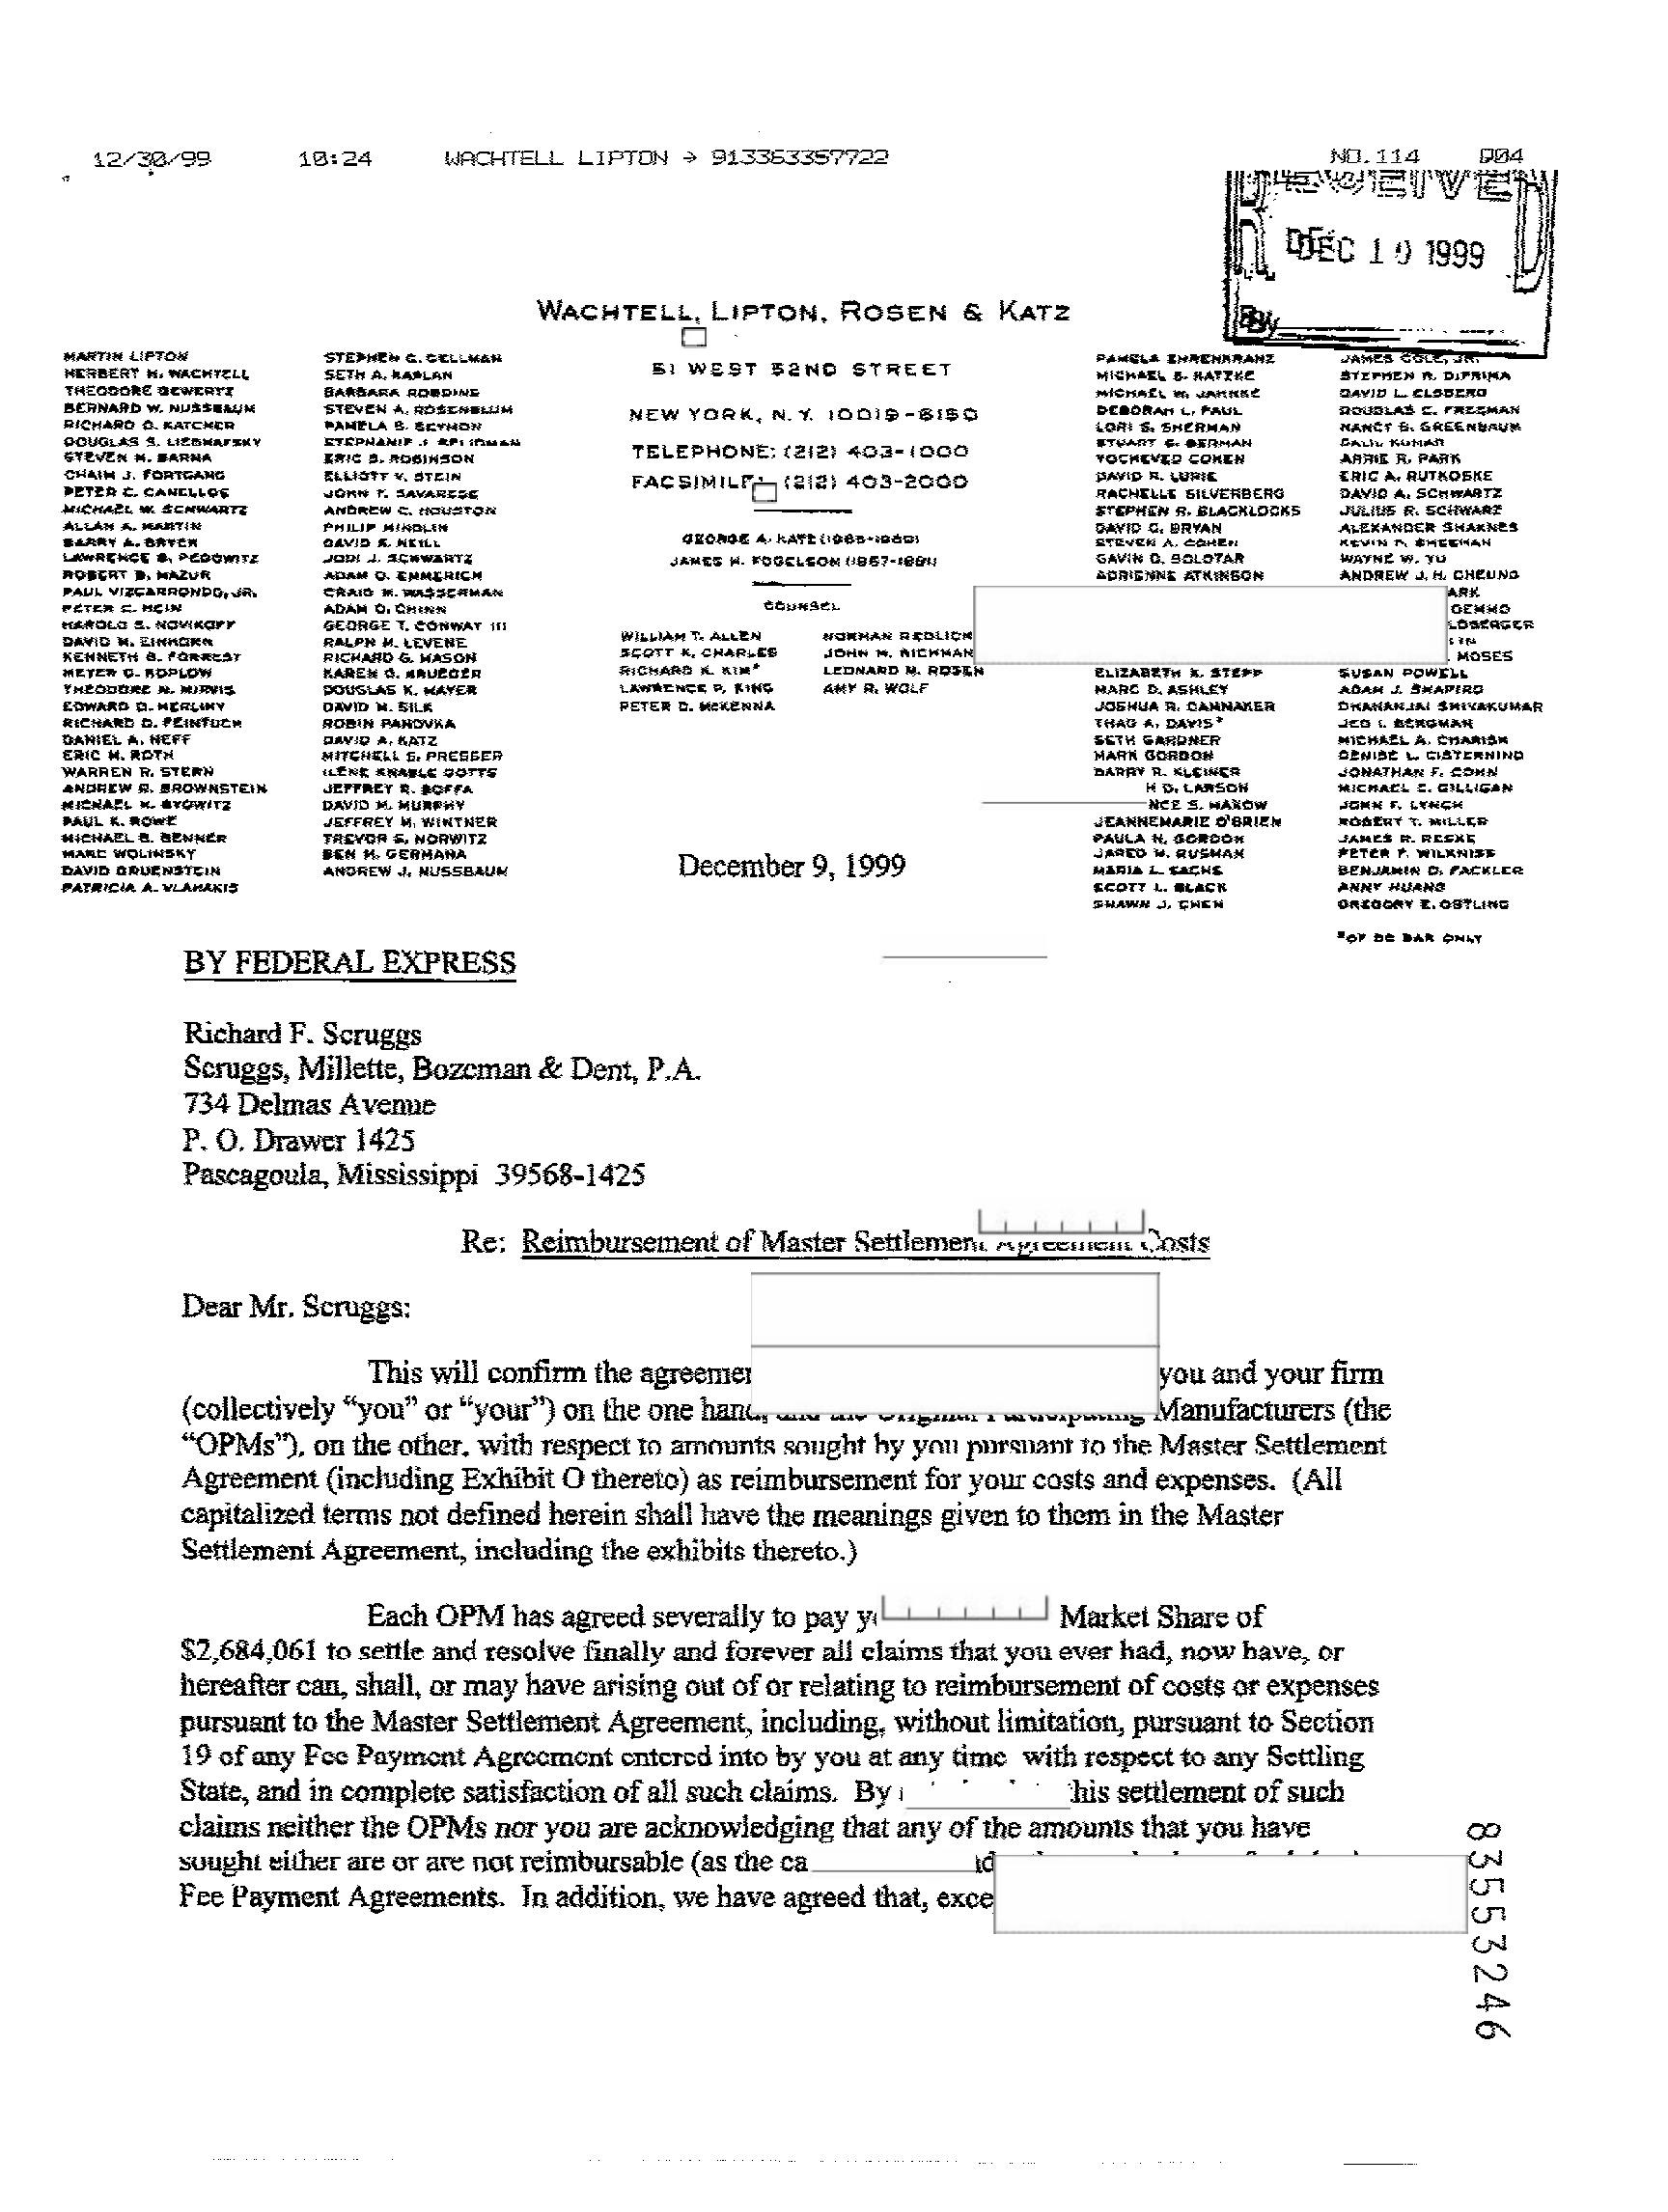 12/30/99 10:24 WACHTELL LIPTON → 913363357722 NO.114 004
RECEIVED
DEC 10 1999
By
WACHTELL, LIPTON, ROSEN & KATZ
MARTIN LIPTON
HERBERT M. WACHTELL
THEODORE GEWERTZ
BERNARD W. NUSSBAUM
RICHARD D. KATCHER
DOUGLAS S. LIEBHAFSKY
STEVEN M. BARNA
CHAIM J. FORTGANG
PETER C. CANELLOS
MICHAEL W. SCHWARTZ
ALLAN A. MARTIN
BARRY A. BRYER
LAWRENCE B. PEDOWITZ
ROBERT B. MAZUR
PAUL VIZCARRONDO, JR.
PETER C. HEIN
HAROLD S. NOVIKOFF
DAVID M. EINHORN
KENNETH B. FORREST
MEYER G. KOPLOW
THEODORE N. MIRVIS
EDWARD D. HERLIHY
RICHARD D. FEINTUCH
DANIEL A. NEFF
ERIC M. ROTH
WARREN R. STERN
ANDREW R. BROWNSTEIN
MICHAEL H. BYOWITZ
PAUL K. ROWE
MICHAEL B. BENNER
MARC WOLINSKY
DAVID GRUENSTEIN
PATRICIA A. VLAHAKIS
STEPHEN G. GELLMAN
SETH A. KAPLAN
BARBARA ROBBINS
STEVEN A. ROSENBLUM
PAMELA S. SEYMON
STEPHANIE J. SELIGMAN
ERIC S. ROBINSON
ELLIOTT V. STEIN
JOHN F. SAVARESE
ANDREW C. HOUSTON
PHILIP MINDLIN
DAVID S. NEILL
JODI J. SCHWARTZ
ADAM O. EMMERICH
CRAIG M. WASSERMAN
ADAM D. CHINN
GEORGE T. CONWAY III
RALPH M. LEVENE
RICHARD G. MASON
KAREN G. KRUEGER
DOUGLAS K. MAYER
DAVID M. SILK
ROBIN PANOVKA
DAVID A. KATZ
MITCHELL S. PRESSER
ILENE KNABLE GOTTS
JEFFREY R. BOFFA
DAVID M. MURPHY
JEFFREY M. WINTNER
TREVOR S. NORWITZ
BEN M. GERMANA
ANDREW J. NUSSBAUM
51 WEST 52ND STREET
NEW YORK, N.Y. 10019-6150
TELEPHONE: (212) 403-1000
FACSIMILE: (212) 403-2000
GEORGE A. KATZ (1965-1989)
JAMES H. FOGELSON (1967-1991)
COUNSEL
WILLIAM T. ALLEN
SCOTT K. CHARLES
RICHARD K. KIM*
LAWRENCE P. KING
PETER D. McKENNA
NORMAN REDLICH
JOHN M. RICHMAN
LEONARD M. ROSEN
AMY R. WOLF
December 9, 1999
PAMELA EHRENKRANZ
MICHAEL S. KATZKE
MICHAEL W. JAHNKE
DEBORAH L. PAUL
LORI S. SHERMAN
STUART C. BERMAN
YOCHEVED COHEN
DAVID R. LURIE
RACHELLE SILVERBERG
STEPHEN R. BLACKLOCKS
DAVID C. BRYAN
STEVEN A. COHEN
GAVIN D. SOLOTAR
ADRIENNE ATKINSON
ELIZABETH K. STEPP
MARC D. ASHLEY
JOSHUA R. CAMMAKER
THAD A. DAVIS*
SETH GARDNER
MARK GORDON
BARRY R. KLEINER
H D. LARSON
NCE S. MAKOW
JEANNEMARIE O'BRIEN
PAULA N. GORDON
JARED M. RUSMAN
MARIA L. SACHS
SCOTT L. BLACK
SHAWN J. CHEN
JAMES COLE, JR.
STEPHEN R. DiPRIMA
DAVID L. ELSBERG
DOUGLAS C. FREEMAN
NANCY B. GREENBAUM
SALIL KUMAR
ANNIE R. PARK
ERIC A. RUTKOSKE
DAVID A. SCHWARTZ
JULIUS R. SCHWARZ
ALEXANDER SHAKNES
KEVIN P. SHEEHAN
WAYNE W. YU
ANDREW J. H. CHEUNG
ARK
GEMMO
LOSBERGER
MOSES
SUSAN POWELL
ADAM J. SHAPIRO
DHANANJAI SHIVAKUMAR
JED I. BERGMAN
MICHAEL A. CHARISH
DENISE L. CISTERNINO
JONATHAN F. COHN
MICHAEL C. GILLIGAN
JOHN F. LYNCH
ROBERT T. MILLER
JAMES R. RESKE
PETER P. WILKNISS
BENJAMIN D. FACKLER
ANNY HUANG
GREGORY E. OSTLING
*OF DC BAR ONLY
BY FEDERAL EXPRESS
Richard F. Scruggs
Scruggs, Millette, Bozeman & Dent, P.A.
734 Delmas Avenue
P. O. Drawer 1425
Pascagoula, Mississippi 39568-1425
Re: Reimbursement of Master Settlement Agreement Costs
Dear Mr. Scruggs:
This will confirm the agreemen you and your firm
(collectively “you” or “your”) on the one hand, and the Original Participating Manufacturers (the
“OPMs”), on the other, with respect to amounts sought by you pursuant to the Master Settlement
Agreement (including Exhibit O thereto) as reimbursement for your costs and expenses. (All
capitalized terms not defined herein shall have the meanings given to them in the Master
Settlement Agreement, including the exhibits thereto.)
Each OPM has agreed severally to pay Market Share of
$2,684,061 to settle and resolve finally and forever all claims that you ever had, now have, or
hereafter can, shall, or may have arising out of or relating to reimbursement of costs or expenses
pursuant to the Master Settlement Agreement, including, without limitation, pursuant to Section
19 of any Fee Payment Agreement entered into by you at any time with respect to any Settling
State, and in complete satisfaction of all such claims. By his settlement of such
claims neither the OPMs nor you are acknowledging that any of the amounts that you have
sought either are or are not reimbursable (as the ca
Fee Payment Agreements. In addition, we have agreed that, exce
83553246